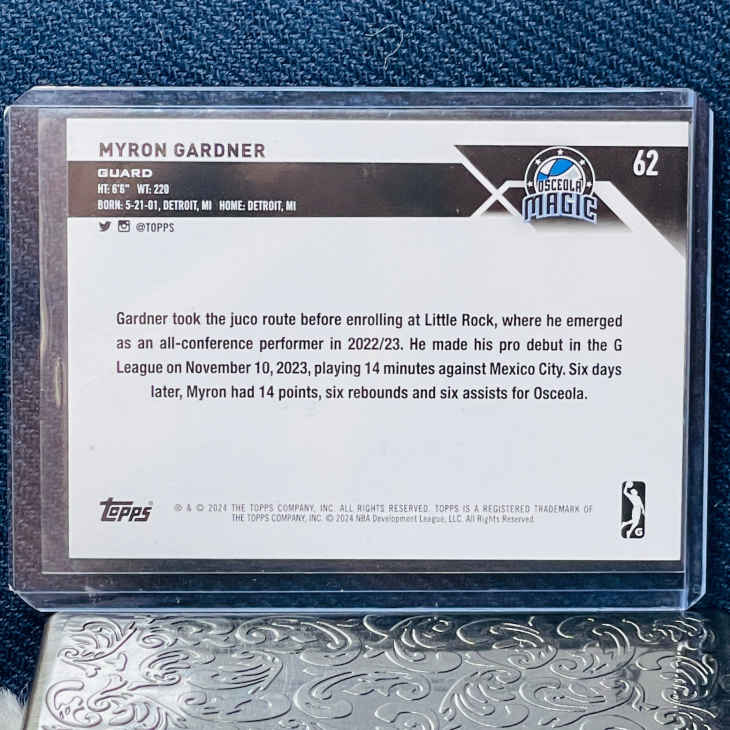 MYRON GARDNER
GUARD
HT: 6'6" WT: 220
BORN: 5-21-01, DETROIT, MI HOME: DETROIT, MI
@TOPPS
OSCEOLA
MAGIC
62
Gardner took the juco route before enrolling at Little Rock, where he emerged
as an all-conference performer in 2022/23. He made his pro debut in the G
League on November 10, 2023, playing 14 minutes against Mexico City. Six days
later, Myron had 14 points, six rebounds and six assists for Osceola.
Topps®
® & © 2024 THE TOPPS COMPANY, INC. ALL RIGHTS RESERVED. TOPPS IS A REGISTERED TRADEMARK OF
THE TOPPS COMPANY, INC. © 2024 NBA Development League, LLC. All Rights Reserved.
G